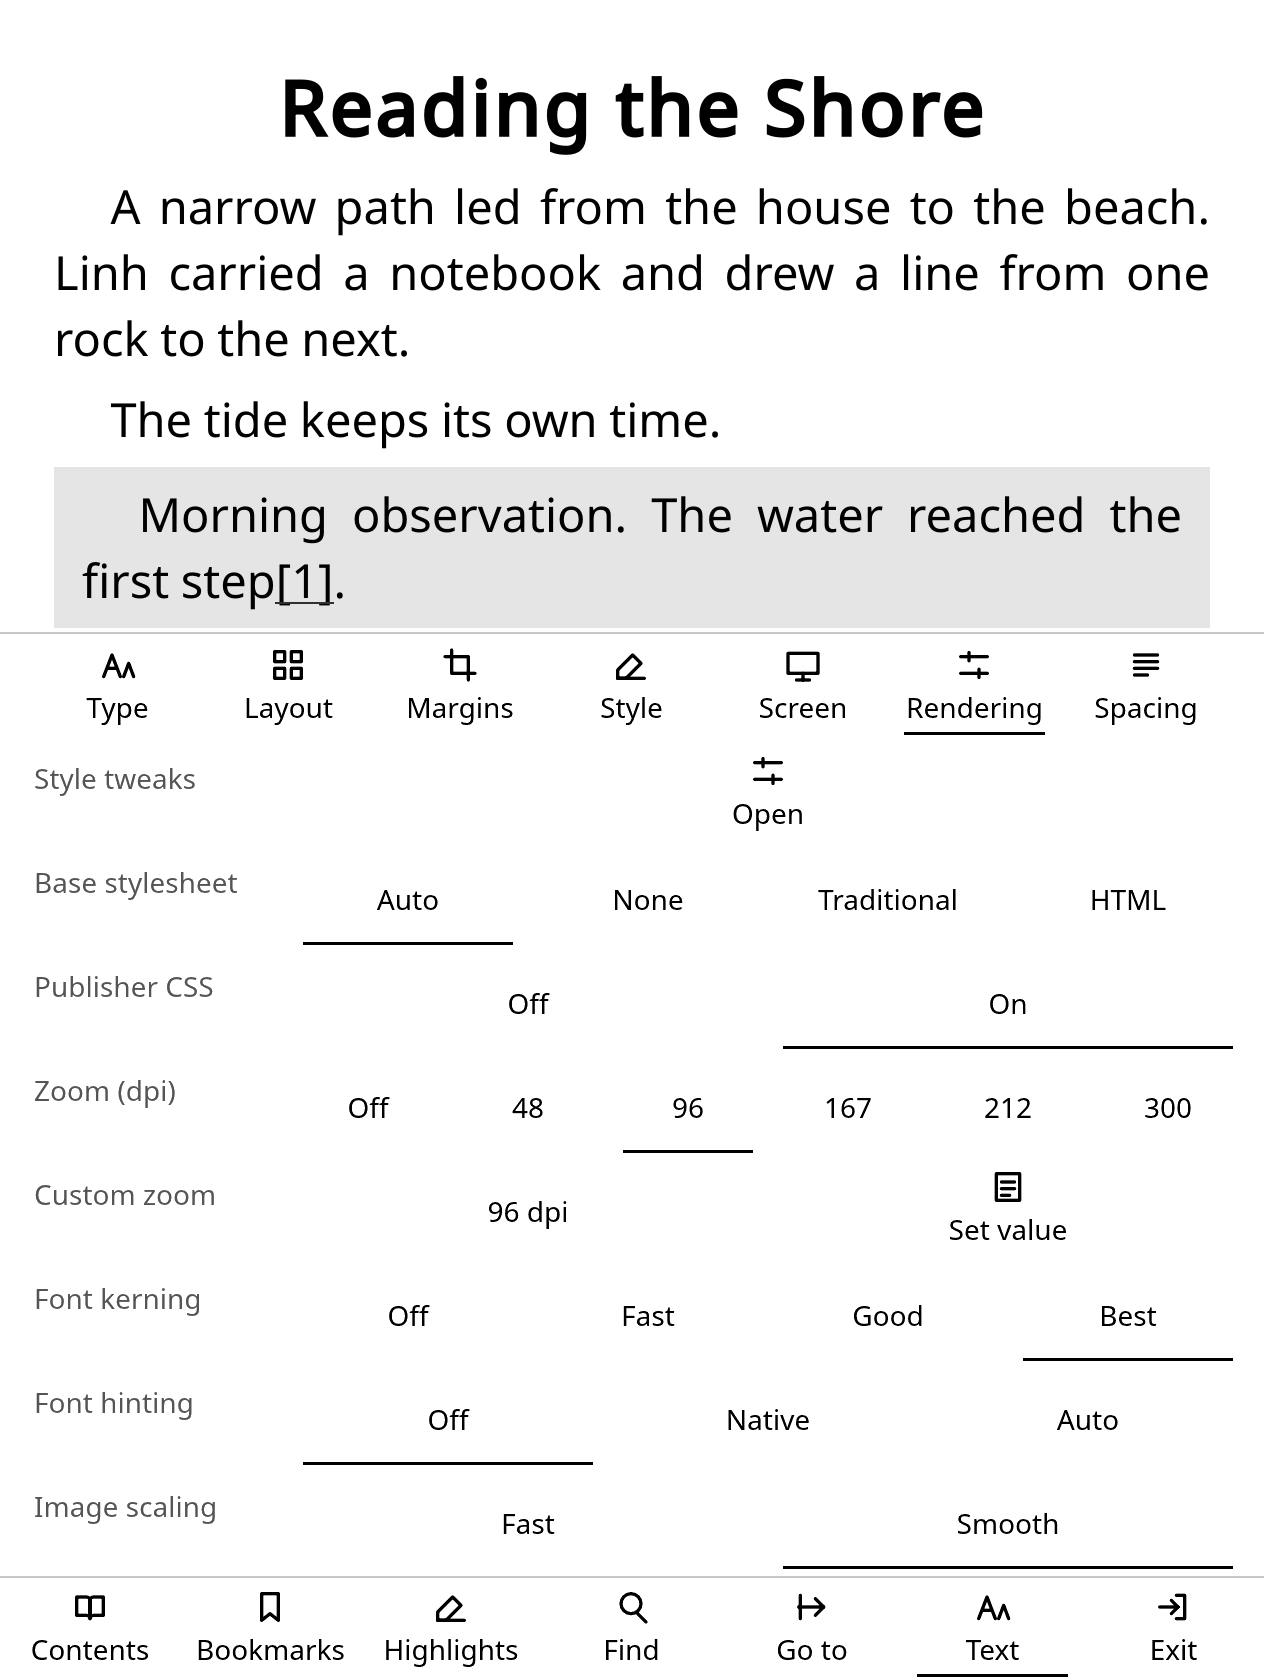 Reading the Shore
A narrow path led from the house to the beach.
Linh carried a notebook and drew a line from one
rock to the next.
The tide keeps its own time.
Morning observation. The water reached the
first step[1].
Type Layout Margins Style Screen Rendering Spacing
Style tweaks Open
Base stylesheet Auto None Traditional HTML
Publisher CSS Off On
Zoom (dpi) Off 48 96 167 212 300
Custom zoom 96 dpi Set value
Font kerning Off Fast Good Best
Font hinting Off Native Auto
Image scaling Fast Smooth
Contents Bookmarks Highlights Find Go to Text Exit